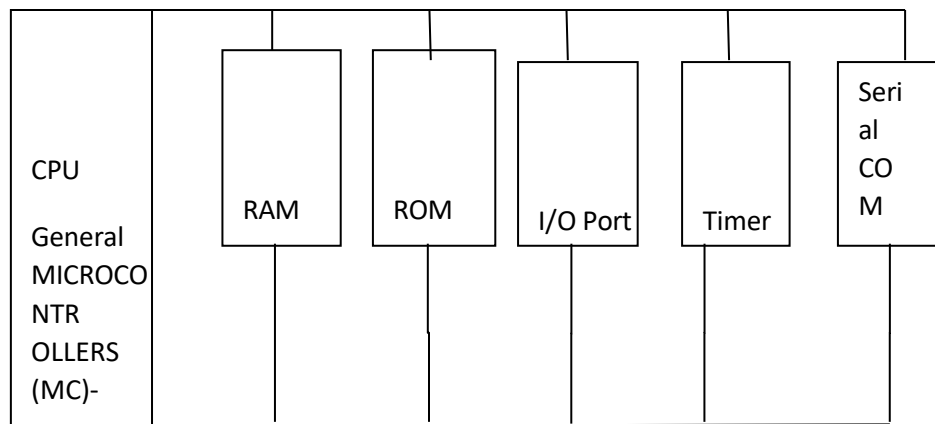 CPU
General
MICROCO
NTR
OLLERS
(MC)-
RAM
ROM
I/O Port
Timer
Seri
al
CO
M